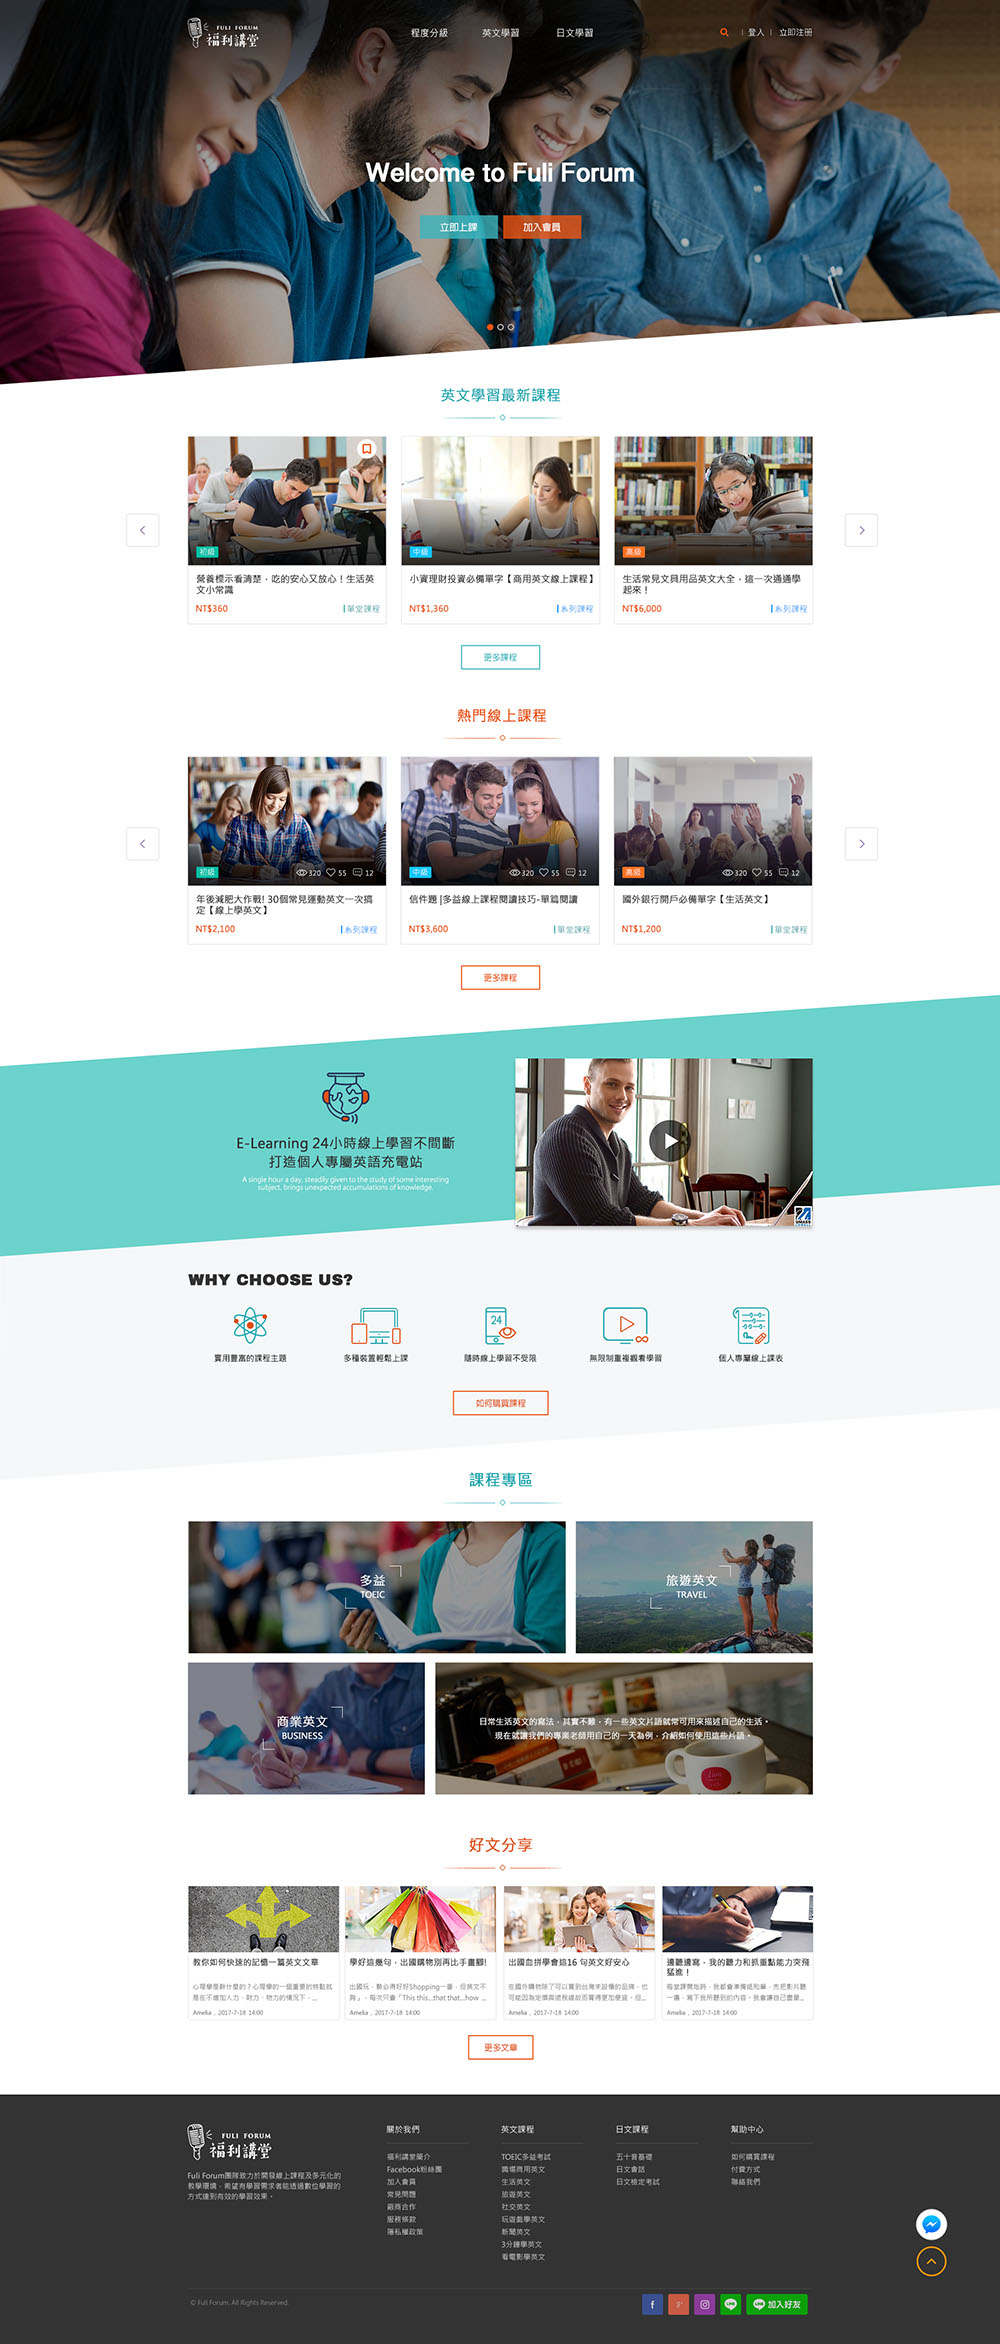 FULI FORUM
福利講堂
程度分級 英文學習 日文學習
登入 | 立即注冊
Welcome to Fuli Forum
立即上課 加入會員
英文學習最新課程
初級
營養標示看清楚，吃的安心又放心！生活英
文小常識
NT$360 單堂課程
中級
小資理財投資必備單字【商用英文線上課程】
NT$1,360 系列課程
高級
生活常見文具用品英文大全，這一次通通學
起來！
NT$6,000 系列課程
更多課程
熱門線上課程
初級 320 55 12
年後減肥大作戰! 30個常見運動英文一次搞
定【線上學英文】
NT$2,100 系列課程
中級 320 55 12
信件題 |多益線上課程閱讀技巧-單篇閱讀
NT$3,600 單堂課程
高級 320 55 12
國外銀行開戶必備單字【生活英文】
NT$1,200 單堂課程
更多課程
E-Learning 24小時線上學習不間斷
打造個人專屬英語充電站
A single hour a day, steadily given to the study of some interesting
subject, brings unexpected accumulations of knowledge.
WHY CHOOSE US?
24
實用豐富的課程主題
多種裝置輕鬆上課
隨時線上學習不受限
無限制重複觀看學習
個人專屬線上課表
如何購買課程
課程專區
多益
TOEIC
旅遊英文
TRAVEL
商業英文
BUSINESS
日常生活英文的寫法，其實不難，有一些英文片語就常可用來描述自己的生活。
現在就讓我們的專業老師用自己的一天為例，介紹如何使用這些片語。
好文分享
教你如何快速的記憶一篇英文文章
心理學是幹什麼的？心理學的一個重要的特點就
是在不增加人力、財力、物力的情況下，...
Amelia , 2017-7-18 14:00
學好這幾句，出國購物別再比手畫腳!
出國玩，勢必得好好Shopping一番，但英文不
夠」，每次只會「This this...that that...how ...
Amelia , 2017-7-18 14:00
出國血拼學會這16 句英文好安心
在國外購物除了可以買到台灣未設櫃的品牌，也
可能因為定價與退稅緣故而買得更加便宜，但...
Amelia , 2017-7-18 14:00
邊聽邊寫，我的聽力和抓重點能力突飛
猛進！
每堂課開始時，我都會準備紙和筆，先把影片聽
一遍，寫下我所聽到的內容。我會讓自己盡量...
Amelia , 2017-7-18 14:00
更多文章
FULI FORUM
福利講堂
Fuli Forum團隊致力於開發線上課程及多元化的
教學環境，希望有學習需求者能透過數位學習的
方式達到有效的學習效果。
關於我們
福利講堂簡介
Facebook粉絲團
加入會員
常見問題
廠商合作
服務條款
隱私權政策
英文課程
TOEIC多益考試
職場商用英文
生活英文
旅遊英文
社交英文
玩遊戲學英文
新聞英文
3分鐘學英文
看電影學英文
日文課程
五十音基礎
日文會話
日文檢定考試
幫助中心
如何購買課程
付費方式
聯絡我們
© Fuli Forum. All Rights Reserved.
加入好友